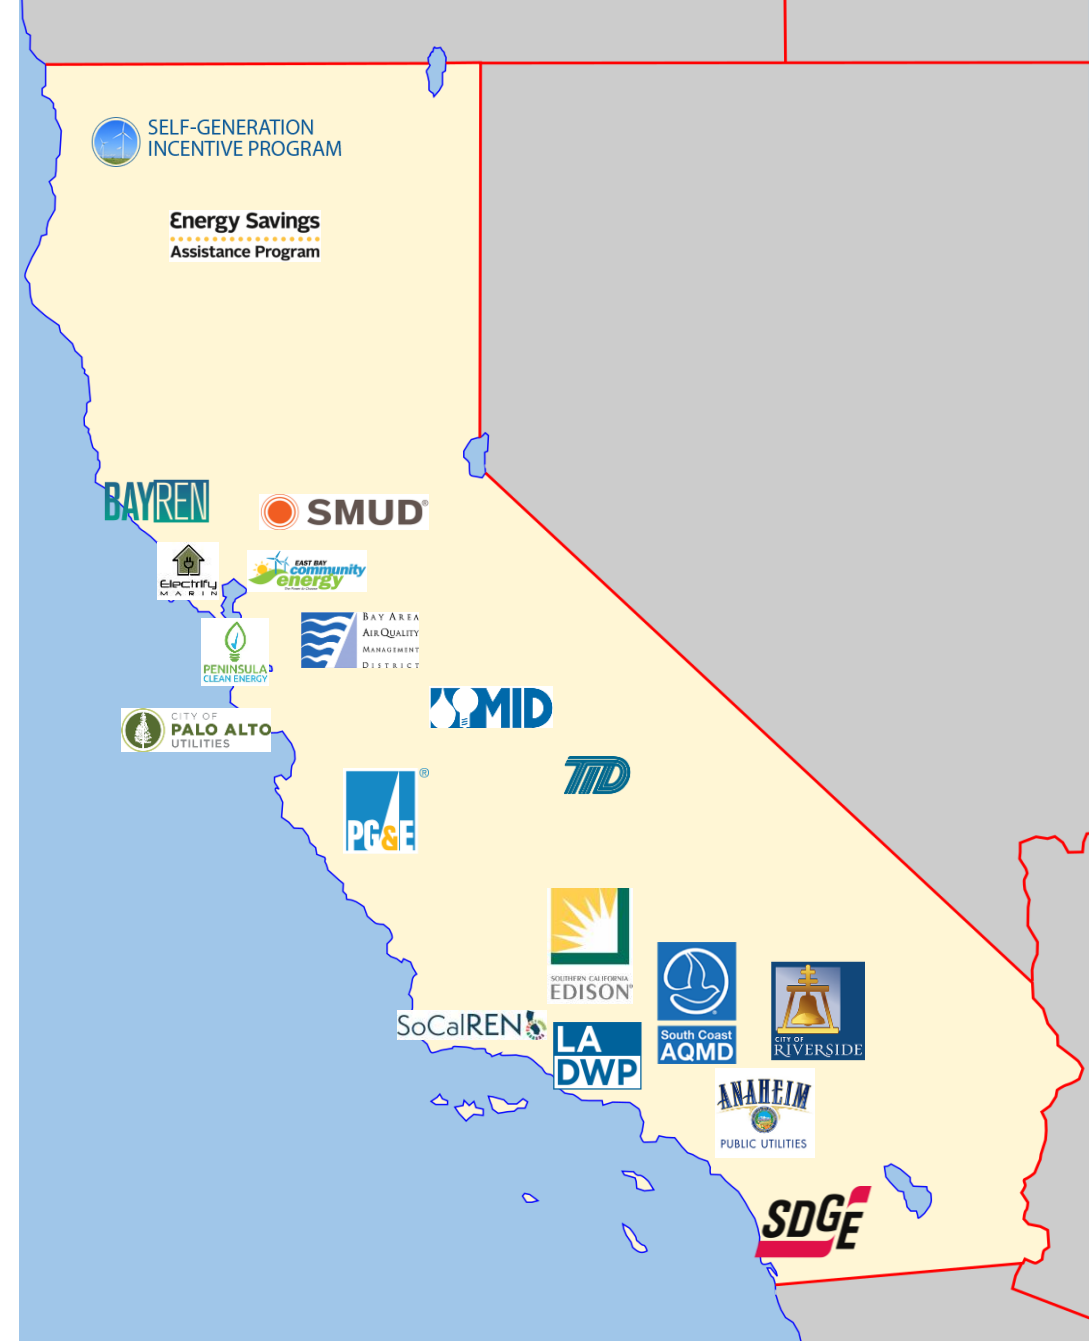 SELF-GENERATION
INCENTIVE PROGRAM
Energy Savings
Assistance Program
BAYREN
SMUD®
Electrify
MARIN
EAST BAY
community
energy
PENINSULA
CLEAN ENERGY
BAY AREA
AIR QUALITY
MANAGEMENT
DISTRICT
MID
CITY OF
PALO ALTO
UTILITIES
TID
PG&E®
SOUTHERN CALIFORNIA
EDISON®
South Coast
AQMD
CITY OF
RIVERSIDE
SoCalREN
LA
DWP
ANAHEIM
PUBLIC UTILITIES
SDGE